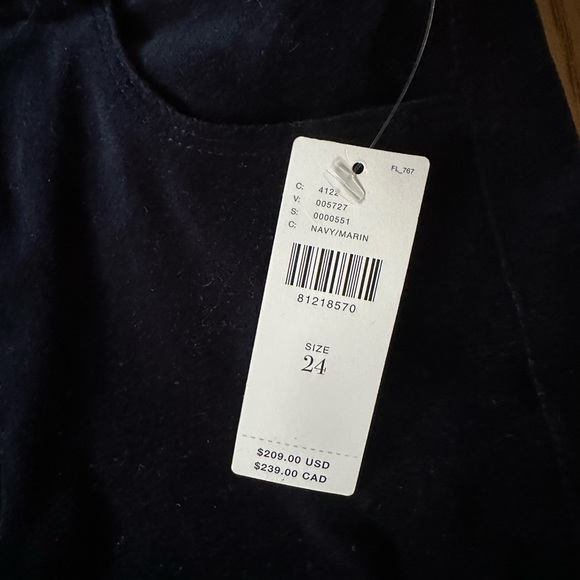 FL_767
C: 4122
V: 005727
S: 0000551
C: NAVY/MARIN
81218570
SIZE
24
$209.00 USD
$239.00 CAD